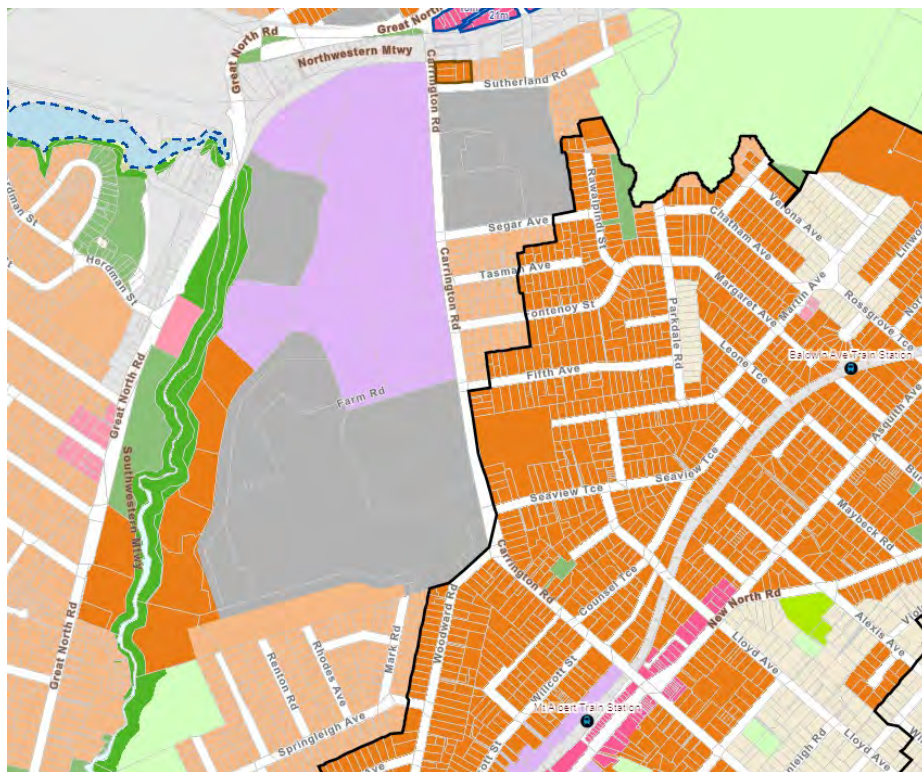 Great North Rd
Great North
21m
Northwestern Mtwy
Carrington Rd
Sutherland Rd
Herdman St
Herdman St
Segar Ave
Rawalpindi St
Chatham Ave
Verona Ave
Tasman Ave
Carrington Rd
Fontenoy St
Parkdale Rd
Margaret Ave
Martin Ave
Rossgrove Tce
Leone Tce
Baldwin Ave Train Station
Great North Rd
Farm Rd
Fifth Ave
Asquith Ave
Southwestern Mtwy
Seaview Tce
Seaview Tce
Maybeck Rd
Carrington Rd
Counsel Tce
New North Rd
Great North Rd
Woodward Rd
Mark Rd
Rhodes Ave
Renton Rd
Springleigh Ave
Willcott St
Lloyd Ave
Alexis Ave
Mt Albert Train Station
Lloyd Ave